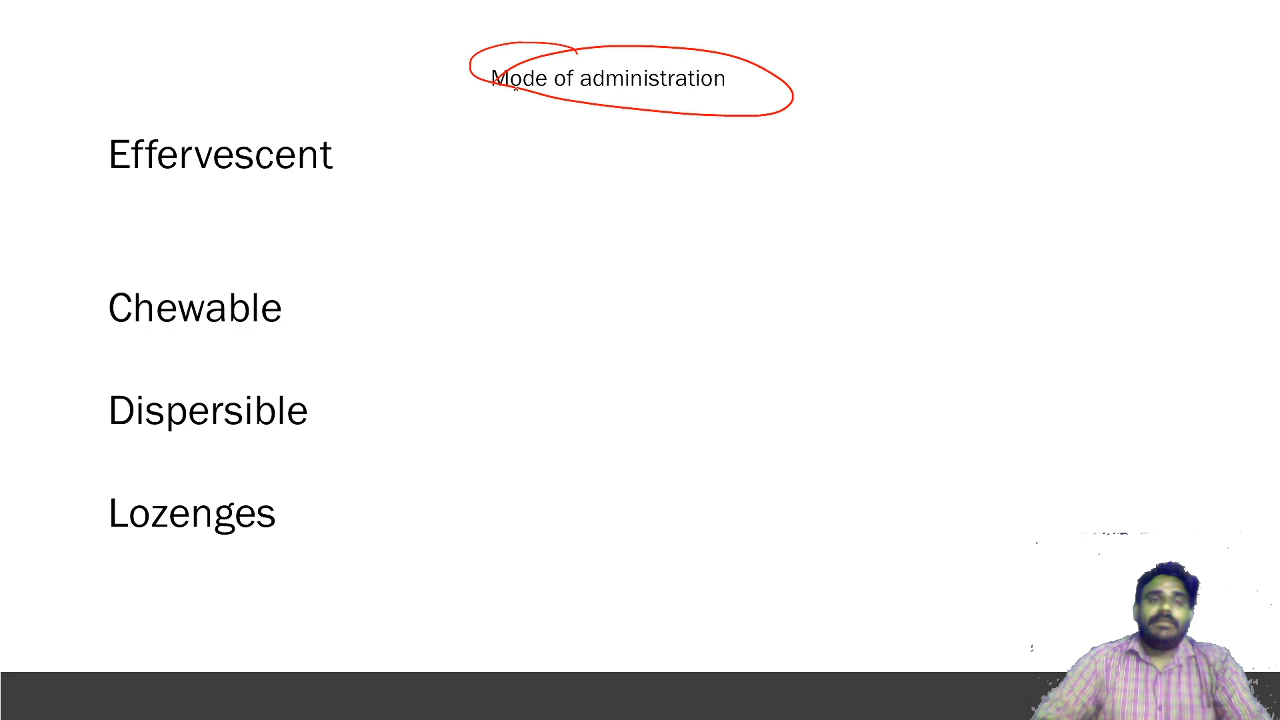 Mode of administration
Effervescent
Chewable
Dispersible
Lozenges